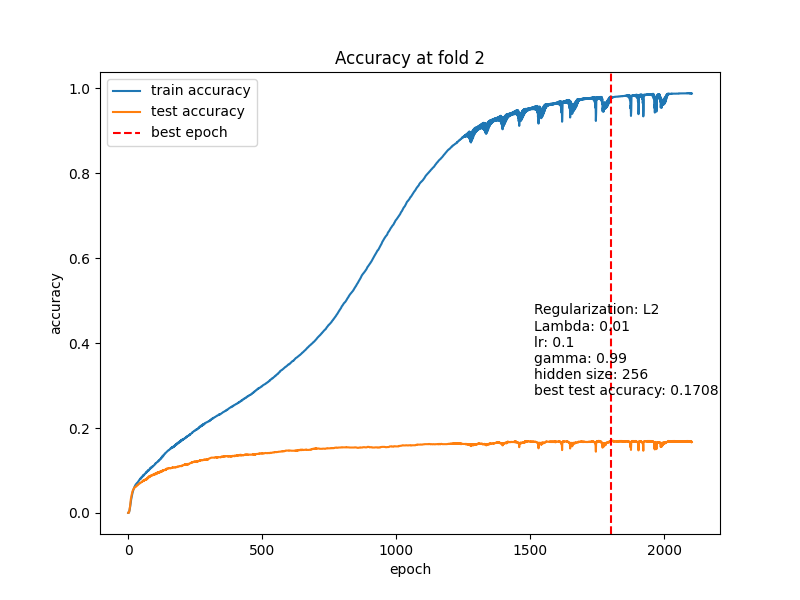 Accuracy at fold 2
train accuracy
test accuracy
best epoch
1.0
0.8
0.6
0.4
0.2
0.0
accuracy
Regularization: L2
Lambda: 0.01
lr: 0.1
gamma: 0.99
hidden size: 256
best test accuracy: 0.1708
0 500 1000 1500 2000
epoch